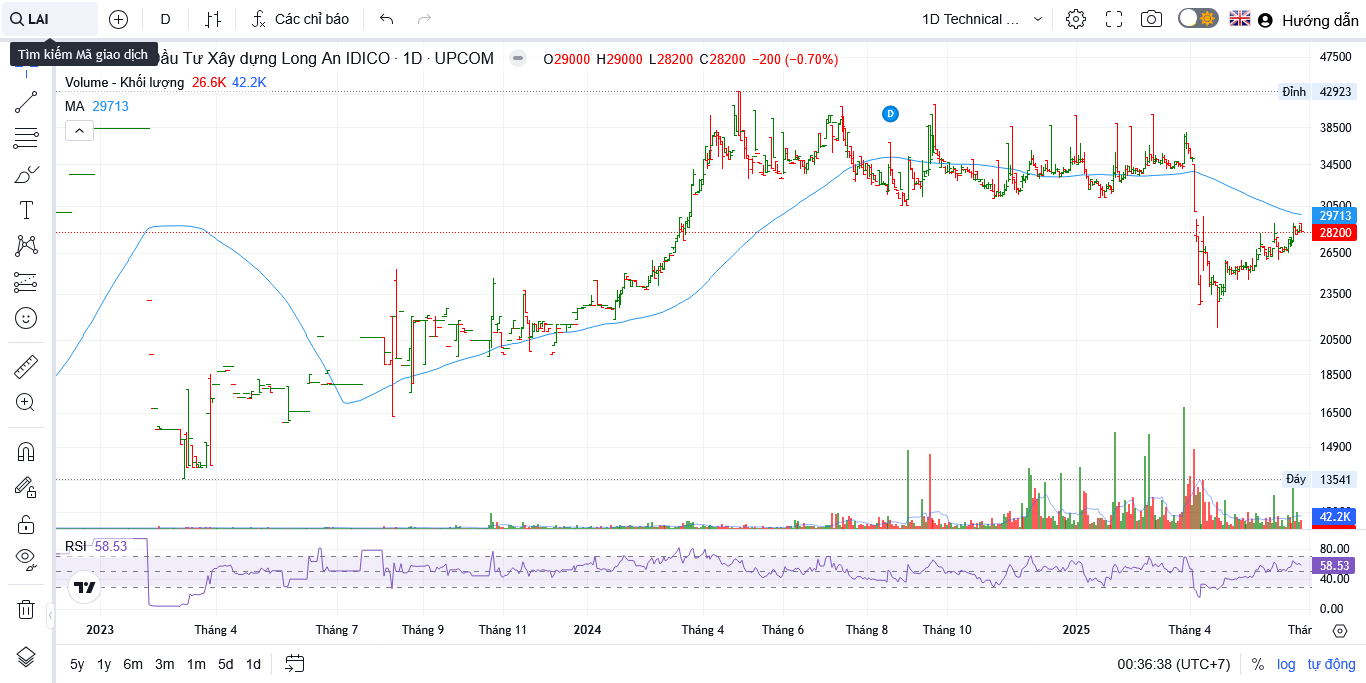 LAI
D
Các chỉ báo
1D Technical ...
Hướng dẫn
Tìm kiếm Mã giao dịch
Đầu Tư Xây dựng Long An IDICO · 1D · UPCOM
O29000 H29000 L28200 C28200 −200 (−0.70%)
Volume - Khối lượng 26.6K 42.2K
MA 29713
D
47500
Đỉnh 42923
38500
34500
30500
29713
28200
26500
23500
20500
18500
16500
14900
Đáy 13541
42.2K
RSI 58.53
80.00
58.53
40.00
0.00
2023 Tháng 4 Tháng 7 Tháng 9 Tháng 11 2024 Tháng 4 Tháng 6 Tháng 8 Tháng 10 2025 Tháng 4 Thár
5y 1y 6m 3m 1m 5d 1d
00:36:38 (UTC+7) % log tự động